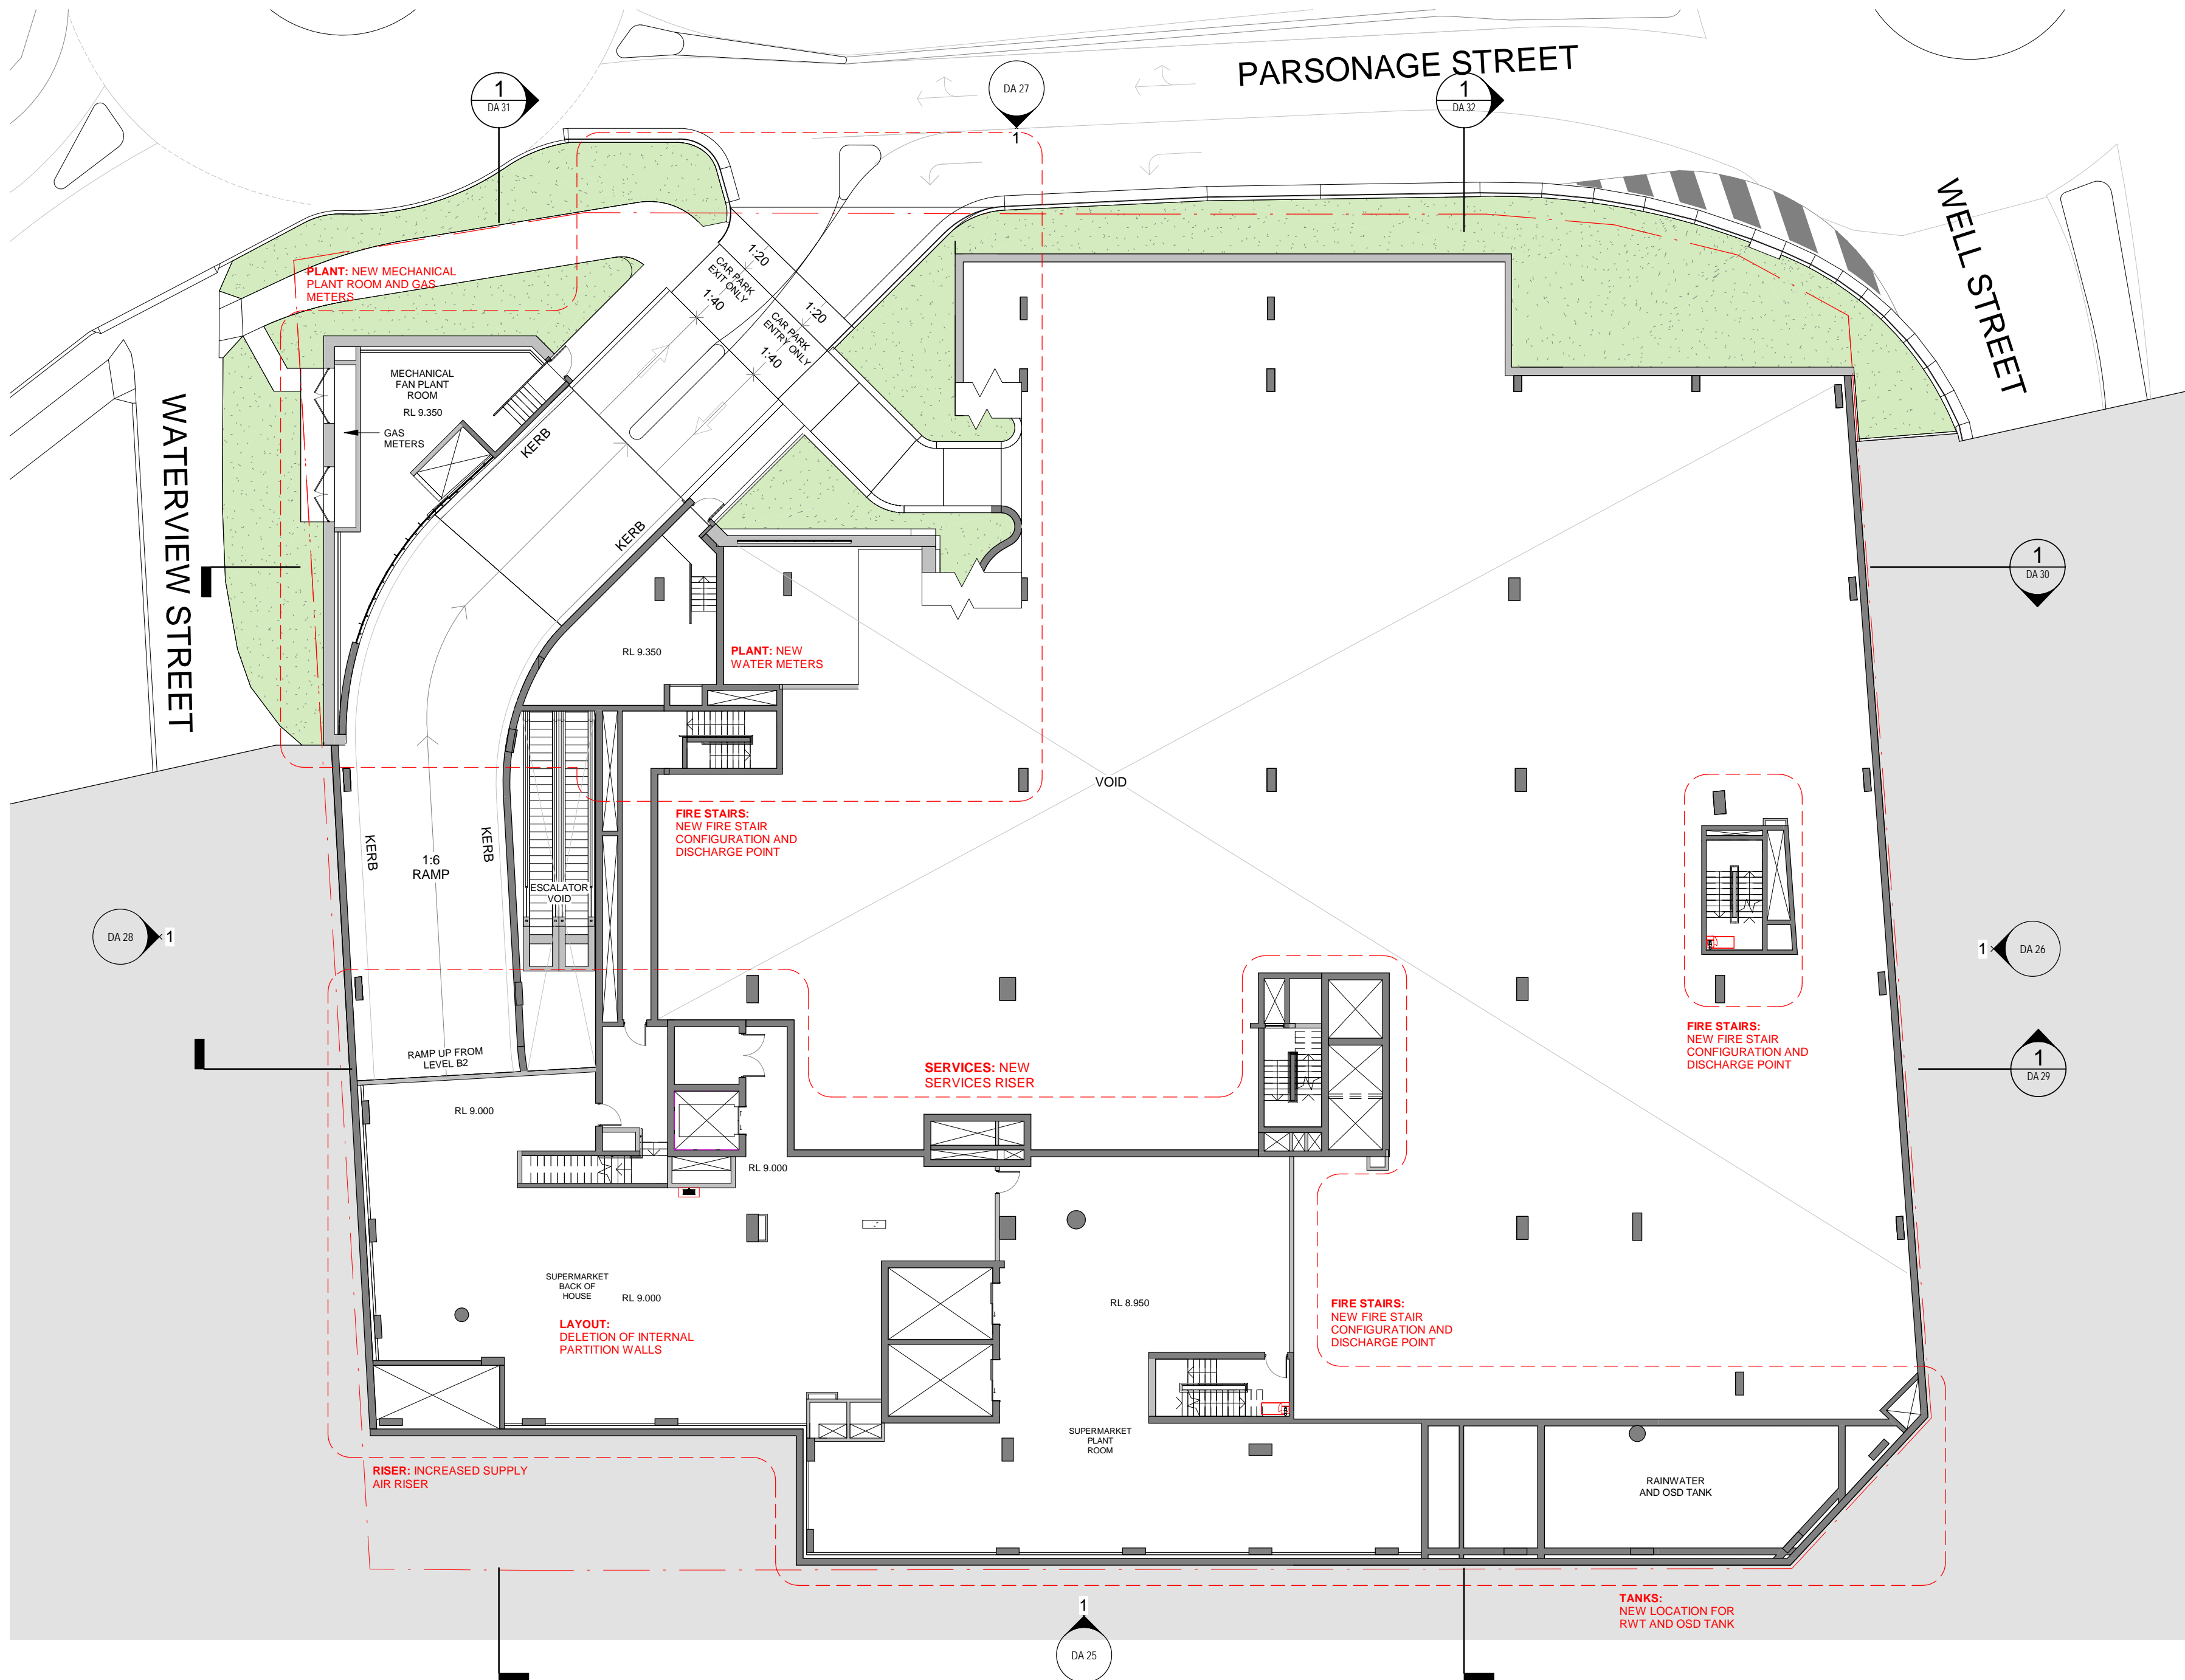 PARSONAGE STREET
1
DA 31
DA 27
1
1
DA 32
WELL STREET
WATERVIEW STREET
PLANT: NEW MECHANICAL
PLANT ROOM AND GAS
METERS
1:20
CAR PARK
EXIT ONLY
1:40
1:20
CAR PARK
ENTRY ONLY
1:40
MECHANICAL
FAN PLANT
ROOM
RL 9.350
GAS
METERS
KERB
KERB
1
DA 30
RL 9.350
PLANT: NEW
WATER METERS
VOID
FIRE STAIRS:
NEW FIRE STAIR
CONFIGURATION AND
DISCHARGE POINT
KERB
KERB
1:6
RAMP
ESCALATOR
VOID
DA 28
1
1
DA 26
RAMP UP FROM
LEVEL B2
SERVICES: NEW
SERVICES RISER
FIRE STAIRS:
NEW FIRE STAIR
CONFIGURATION AND
DISCHARGE POINT
1
DA 29
RL 9.000
RL 9.000
SUPERMARKET
BACK OF
HOUSE
RL 9.000
RL 8.950
LAYOUT:
DELETION OF INTERNAL
PARTITION WALLS
FIRE STAIRS:
NEW FIRE STAIR
CONFIGURATION AND
DISCHARGE POINT
SUPERMARKET
PLANT
ROOM
RISER: INCREASED SUPPLY
AIR RISER
RAINWATER
AND OSD TANK
TANKS:
NEW LOCATION FOR
RWT AND OSD TANK
1
DA 25